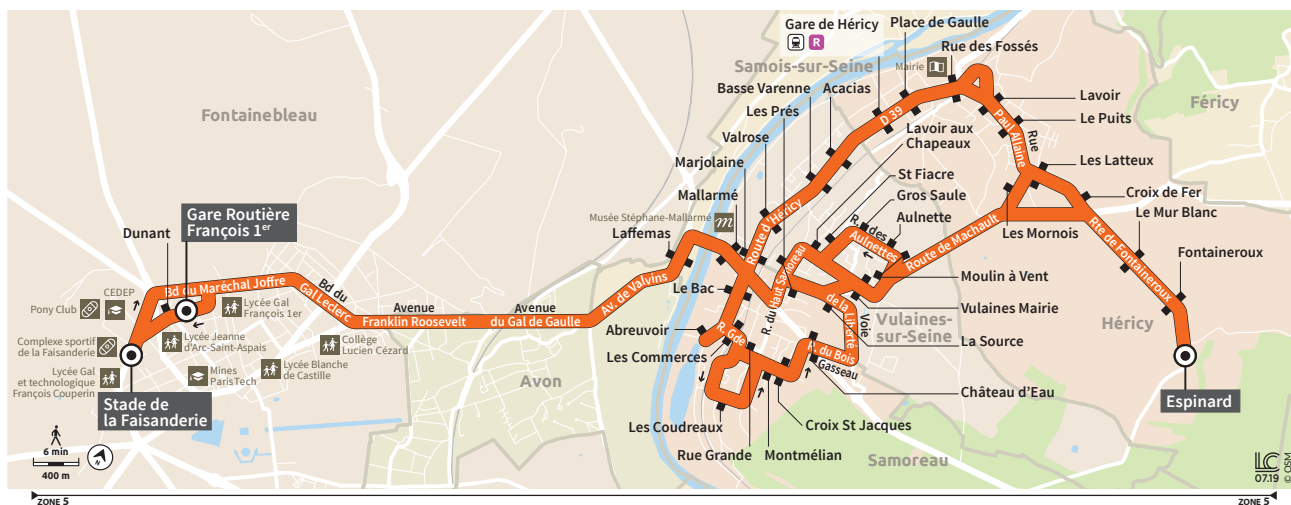 Gare de Héricy
R
Place de Gaulle
Rue des Fossés
Samois-sur-Seine
Mairie
Basse Varenne
Acacias
Les Prés
D 39
Lavoir
Féricy
Fontainebleau
Le Puits
Paul Allaine
Rue
Valrose
Lavoir aux
Chapeaux
Marjolaine
Les Latteux
St Fiacre
Mallarmé
Gros Saule
Croix de Fer
Gare Routière
François 1er
Musée Stéphane-Mallarmé
m
Aulnette
Le Mur Blanc
Dunant
Laffemas
Route d'Héricy
R. des
Aulnettes
Les Mornois
Route de Machault
Rte de Fontaineroux
Fontaineroux
CEDEP
Bd du Maréchal Joffre
Bd du
Gal Leclerc
Av. de Valvins
R. du Haut Samoreau
Moulin à Vent
Pony Club
Lycée Gal
François 1er
Le Bac
de la Liberté
Voie
Vulaines Mairie
Avenue
Franklin Roosevelt
Avenue
du Gal de Gaulle
Vulaines-
sur-Seine
Héricy
Complexe sportif
de la Faisanderie
Lycée Jeanne
d'Arc-Saint-Aspais
Collège
Lucien Cézard
Abreuvoir
R. Gde
La Source
Les Commerces
R. du Bois
Gasseau
Lycée Gal
et technologique
François Couperin
Mines
ParisTech
Lycée Blanche
de Castille
Avon
Château d'Eau
Espinard
Stade de
la Faisanderie
Les Coudreaux
Croix St Jacques
Rue Grande
Montmélian
Samoreau
6 min
400 m
N
LC
07.19
© OSM
ZONE 5
ZONE 5